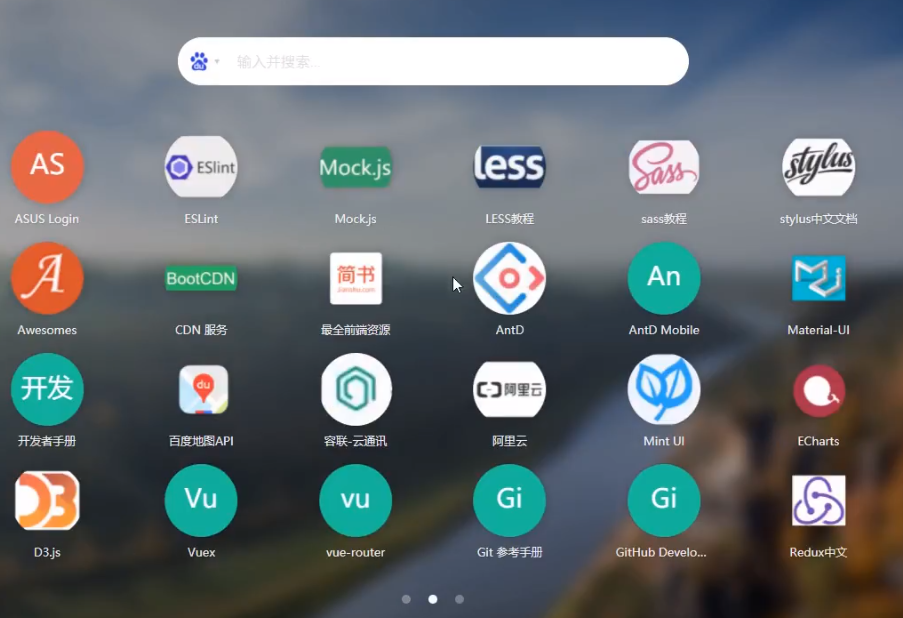 du 输入并搜索...
AS
ASUS Login
ESlint
ESLint
Mock.js
Mock.js
less
LESS教程
Sass
sass教程
stylus
stylus中文文档
A
Awesomes
BootCDN
CDN 服务
简书
Jianshu.com
最全前端资源
AntD
An
AntD Mobile
Material-UI
开发
开发者手册
du
百度地图API
容联-云通讯
阿里云
阿里云
Mint UI
ECharts
D3
D3.js
Vu
Vuex
vu
vue-router
Gi
Git 参考手册
Gi
GitHub Develo...
Redux中文